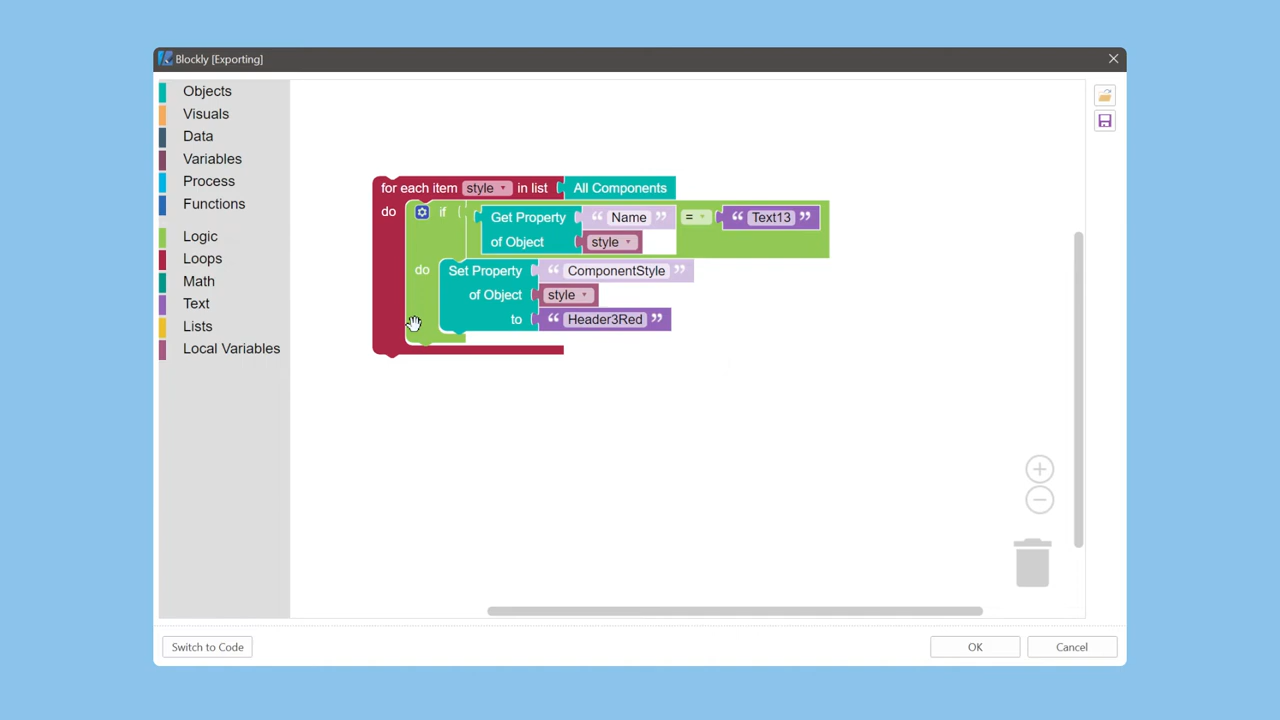 Blockly [Exporting]
Objects
Visuals
Data
Variables
Process
Functions
Logic
Loops
Math
Text
Lists
Local Variables
for each item style in list All Components
do if Get Property “ Name ” = “ Text13 ”
of Object style
do Set Property “ ComponentStyle ”
of Object style
to “ Header3Red ”
Switch to Code
OK
Cancel